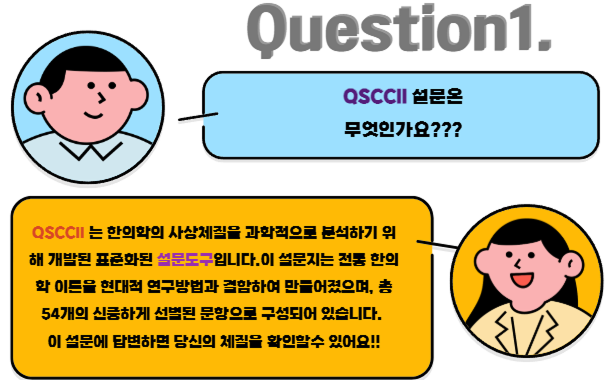 Question1.
QSCCII 설문은
무엇인가요???
QSCCII 는 한의학의 사상체질을 과학적으로 분석하기 위
해 개발된 표준화된 설문도구입니다.이 설문지는 전통 한의
학 이론을 현대적 연구방법과 결합하여 만들어졌으며, 총
54개의 신중하게 선별된 문항으로 구성되어 있습니다.
이 설문에 답변하면 당신의 체질을 확인할수 있어요!!